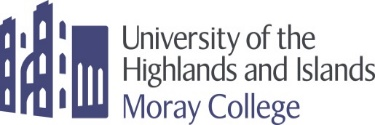 University of the
Highlands and Islands
Moray College